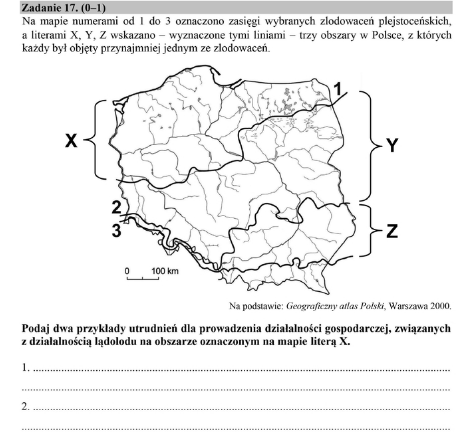 Zadanie 17. (0–1)
Na mapie numerami od 1 do 3 oznaczono zasięgi wybranych zlodowaceń plejstoceńskich,
a literami X, Y, Z wskazano – wyznaczone tymi liniami – trzy obszary w Polsce, z których
każdy był objęty przynajmniej jednym ze zlodowaceń.
1
X
Y
2
3
Z
0 100 km
Na podstawie: Geograficzny atlas Polski, Warszawa 2000.
Podaj dwa przykłady utrudnień dla prowadzenia działalności gospodarczej, związanych
z działalnością lądolodu na obszarze oznaczonym na mapie literą X.
1. ................................................................
................................................................
2. ................................................................
................................................................